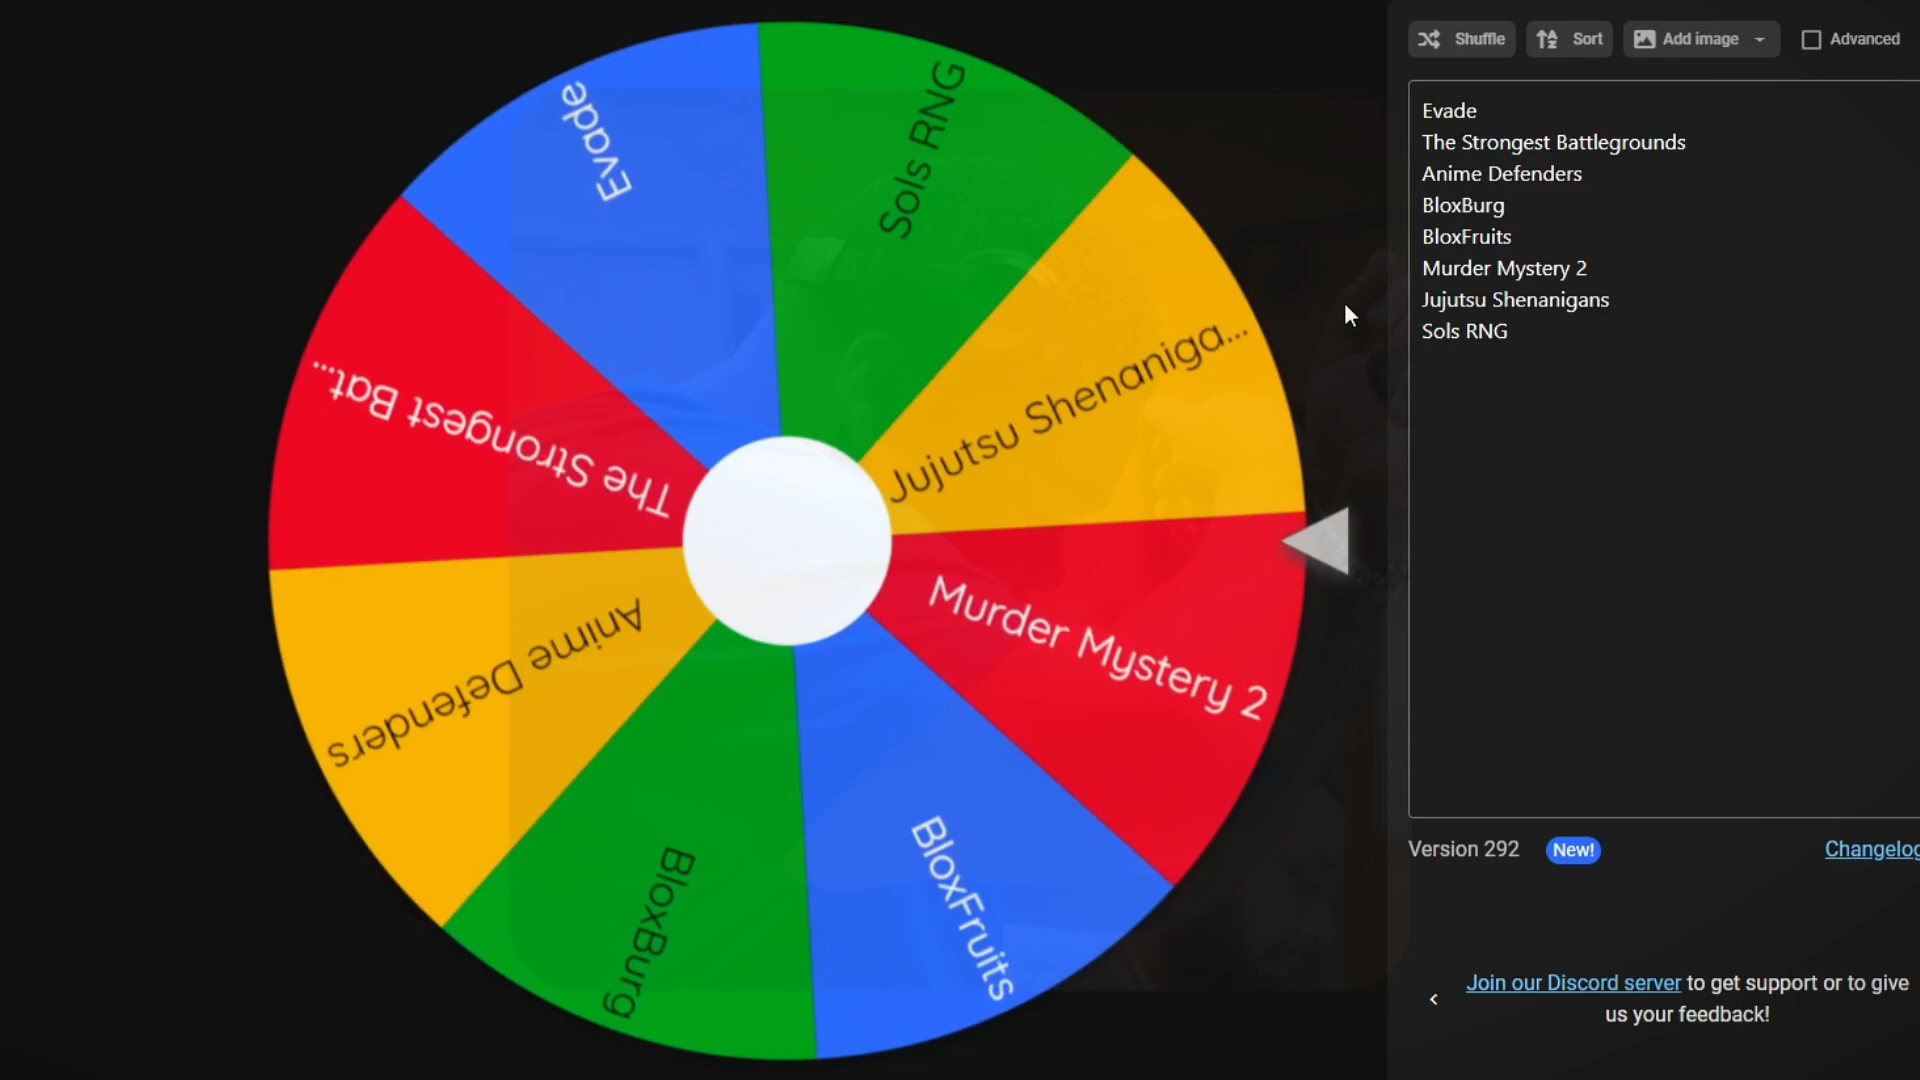 Shuffle
Sort
Add image
Advanced
Evade
The Strongest Battlegrounds
Anime Defenders
BloxBurg
BloxFruits
Murder Mystery 2
Jujutsu Shenanigans
Sols RNG
Evade
Sols RNG
Jujutsu Shenaniga...
Murder Mystery 2
BloxFruits
BloxBurg
Anime Defenders
The Strongest Bat...
Version 292 New! Changelog
Join our Discord server to get support or to give
us your feedback!